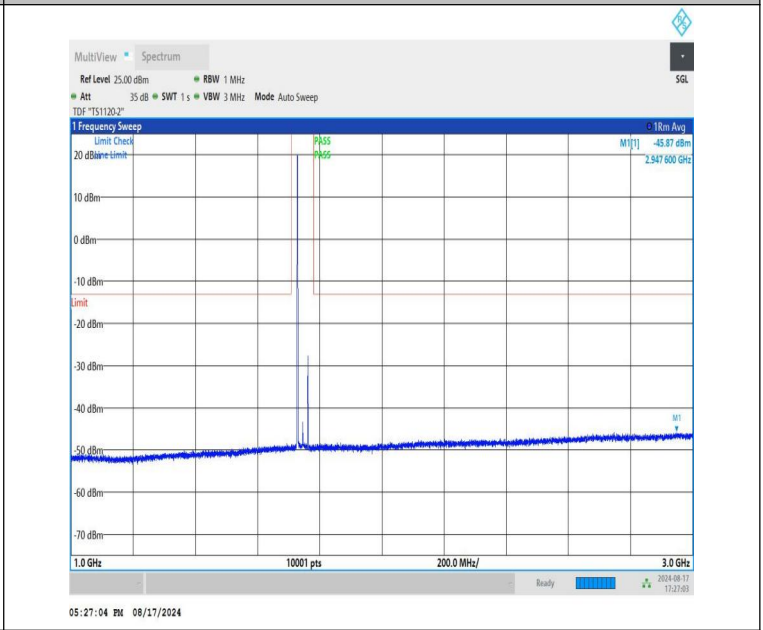 MultiView Spectrum
Ref Level 25.00 dBm RBW 1 MHz SGL
Att 35 dB SWT 1 s VBW 3 MHz Mode Auto Sweep
TDF "TS1120-2"
1 Frequency Sweep 1Rm Avg
Limit Check PASS M1[1] -45.87 dBm
20 dBm Line Limit PASS 2.947 600 GHz
10 dBm
0 dBm
-10 dBm
Limit
-20 dBm
-30 dBm
-40 dBm
M1
-50 dBm
-60 dBm
-70 dBm
1.0 GHz 10001 pts 200.0 MHz/ 3.0 GHz
Ready 2024-08-17
17:27:03
05:27:04 PM 08/17/2024